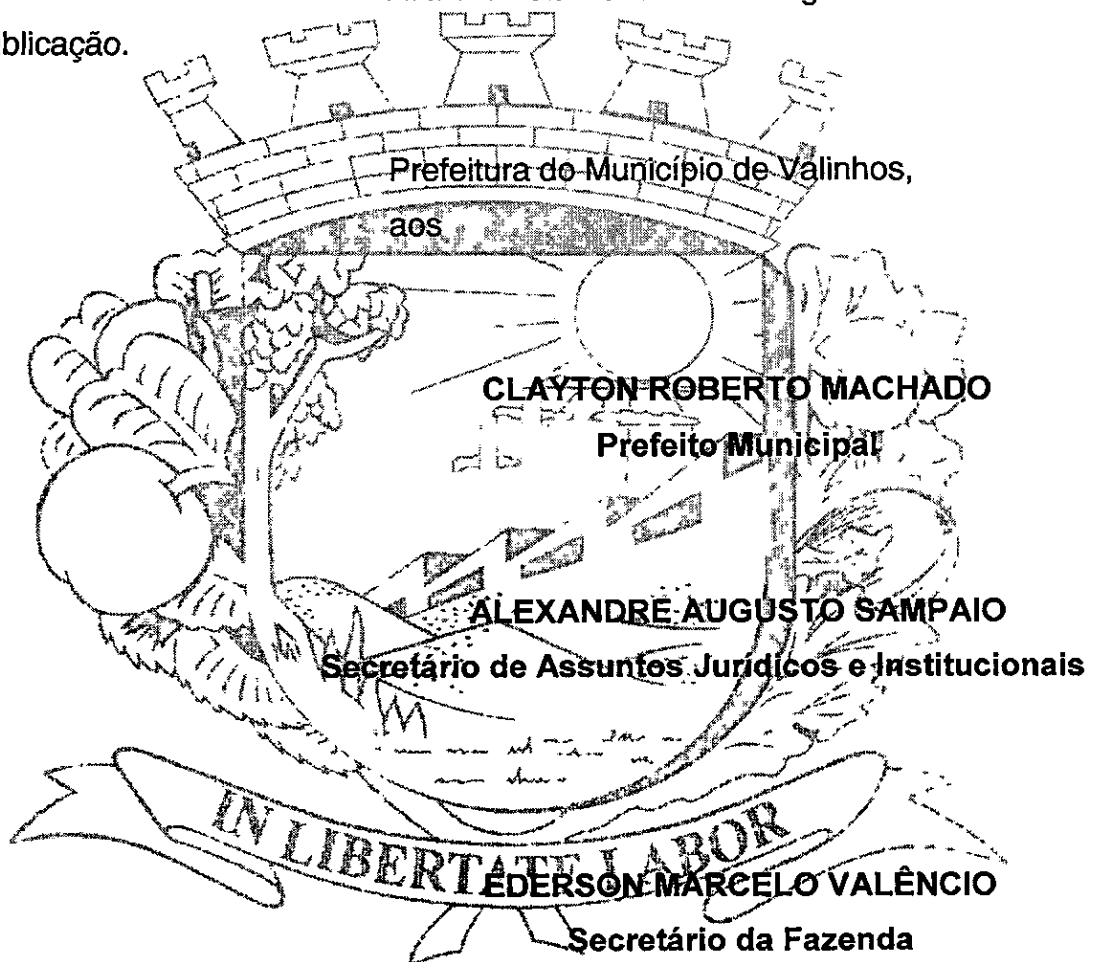 blicação.
Prefeitura do Município de Valinhos,
aos
CLAYTON ROBERTO MACHADO
Prefeito Municipal
ALEXANDRE AUGUSTO SAMPAIO
Secretário de Assuntos Jurídicos e Institucionais
IN LIBERTATE LABOR
EDERSON MARCELO VALÊNCIO
Secretário da Fazenda